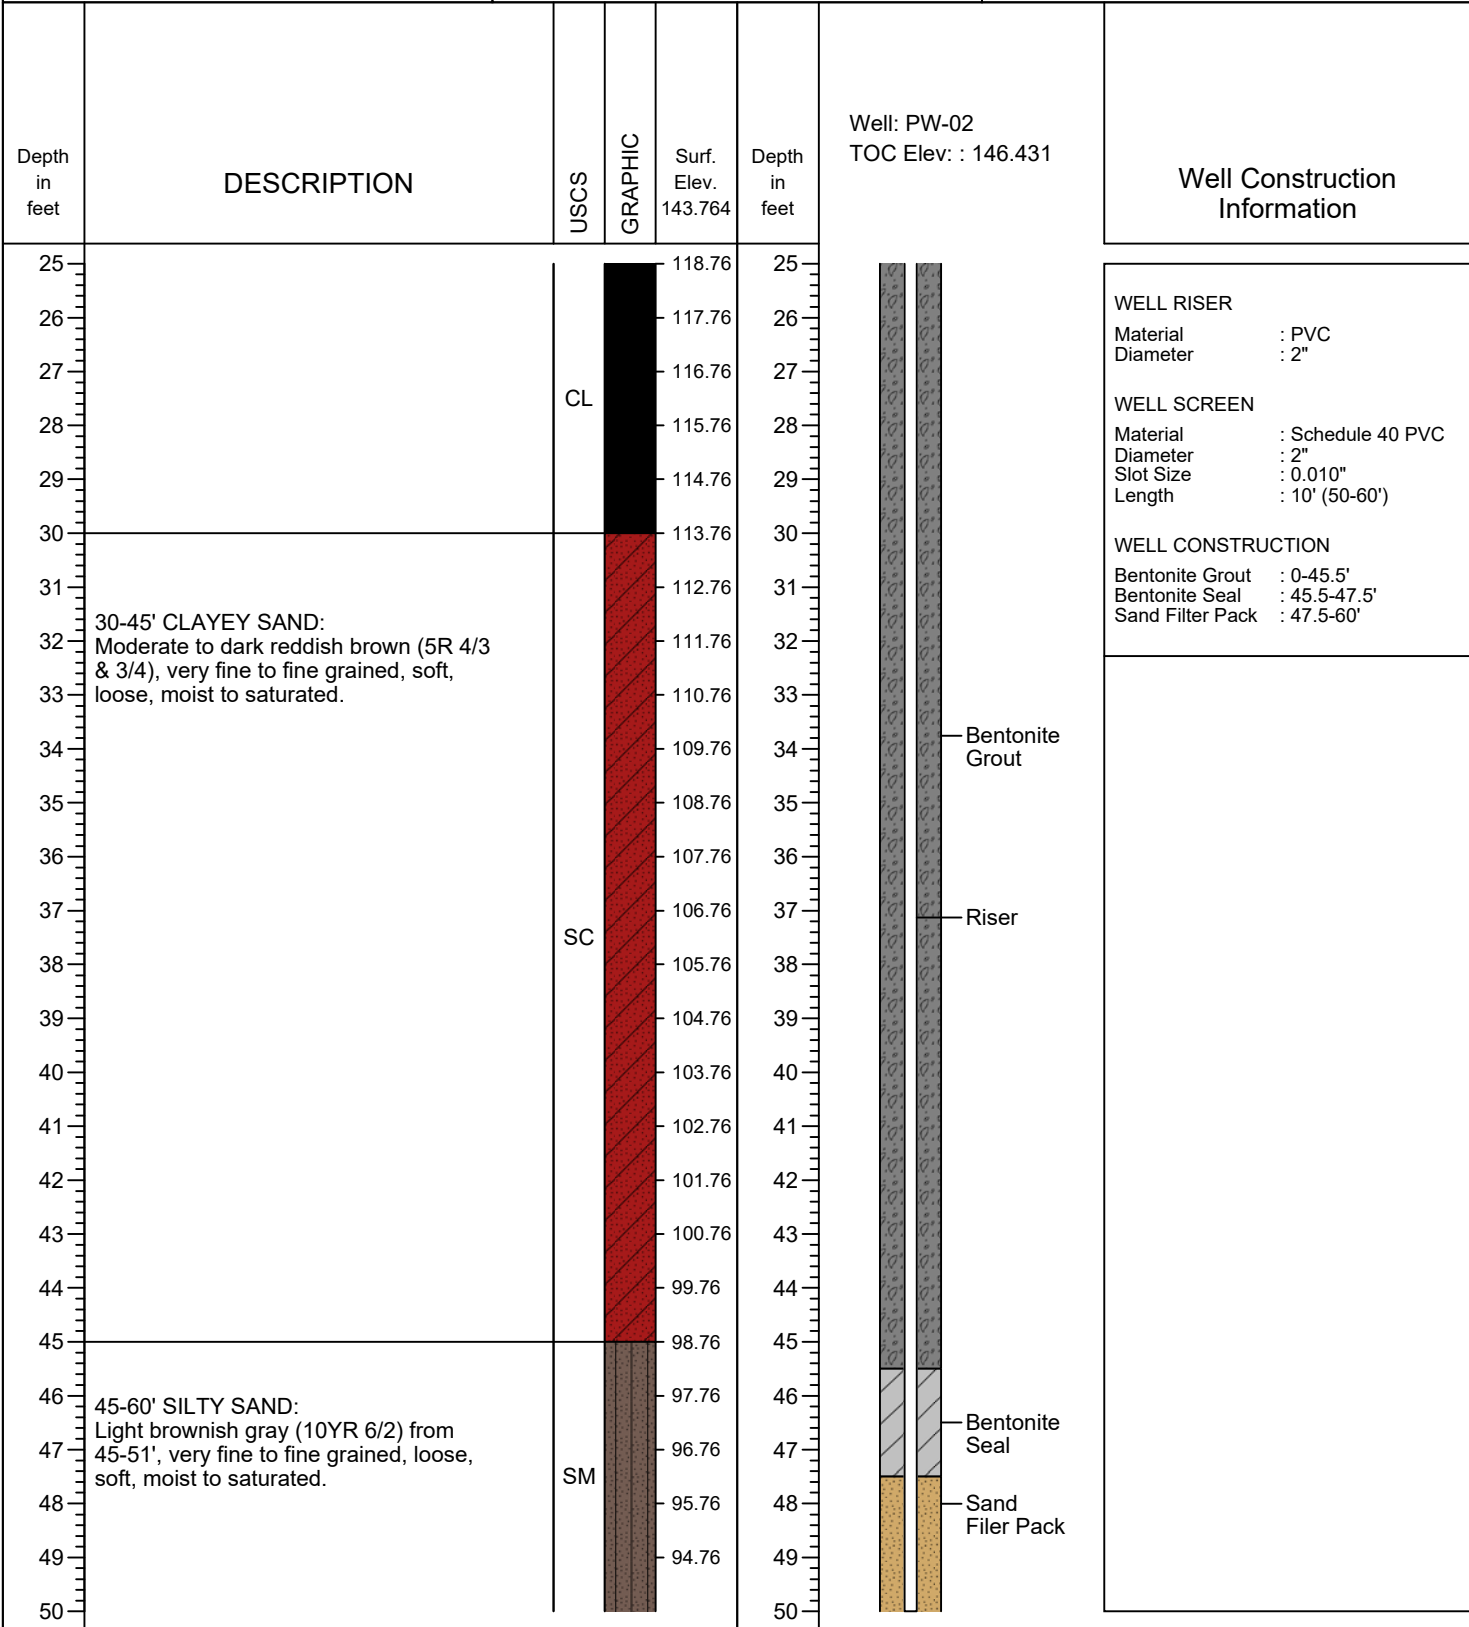 Depth
in
feet
DESCRIPTION
USCS
GRAPHIC
Surf.
Elev.
143.764
Depth
in
feet
Well: PW-02
TOC Elev: : 146.431
Well Construction
Information
25
26
27
28
29
30
31
32
33
34
35
36
37
38
39
40
41
42
43
44
45
46
47
48
49
50
30-45' CLAYEY SAND:
Moderate to dark reddish brown (5R 4/3
& 3/4), very fine to fine grained, soft,
loose, moist to saturated.
45-60' SILTY SAND:
Light brownish gray (10YR 6/2) from
45-51', very fine to fine grained, loose,
soft, moist to saturated.
CL
SC
SM
118.76
117.76
116.76
115.76
114.76
113.76
112.76
111.76
110.76
109.76
108.76
107.76
106.76
105.76
104.76
103.76
102.76
101.76
100.76
99.76
98.76
97.76
96.76
95.76
94.76
25
26
27
28
29
30
31
32
33
34
35
36
37
38
39
40
41
42
43
44
45
46
47
48
49
50
Bentonite
Grout
Riser
Bentonite
Seal
Sand
Filer Pack
WELL RISER
Material : PVC
Diameter : 2"
WELL SCREEN
Material : Schedule 40 PVC
Diameter : 2"
Slot Size : 0.010"
Length : 10' (50-60')
WELL CONSTRUCTION
Bentonite Grout : 0-45.5'
Bentonite Seal : 45.5-47.5'
Sand Filter Pack : 47.5-60'